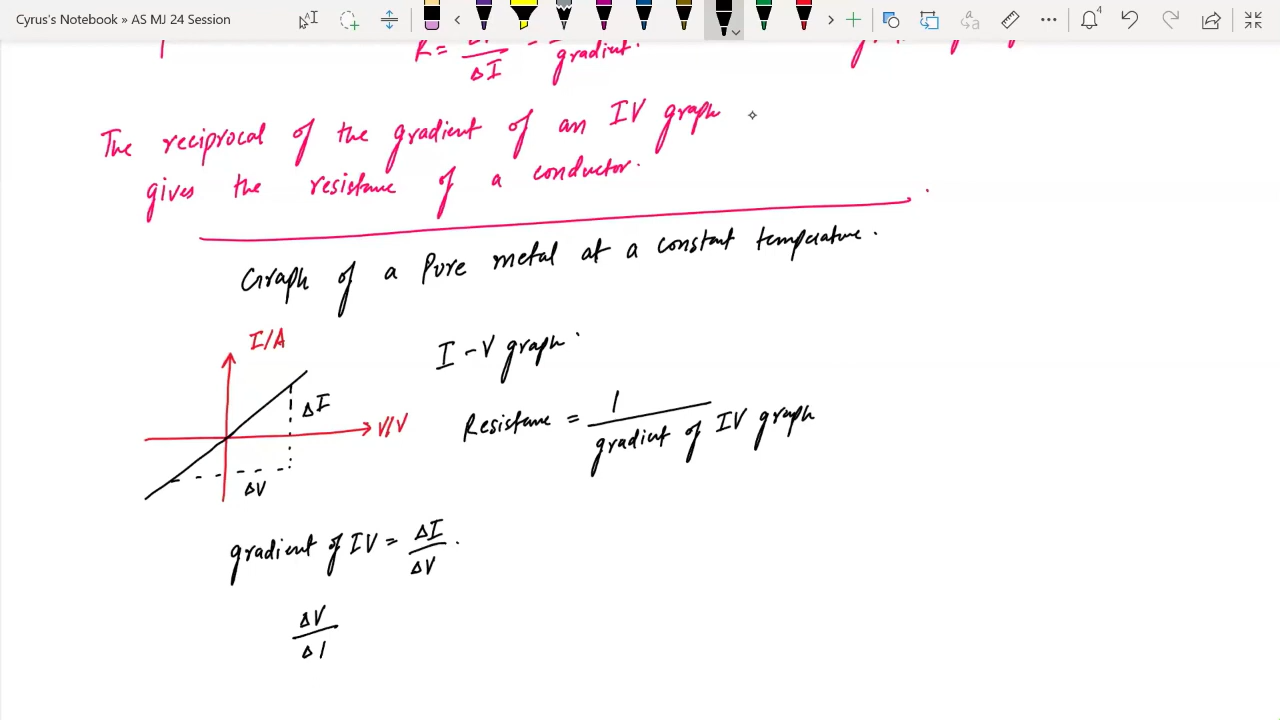 Cyrus's Notebook » AS MJ 24 Session
4
R = = gradient.
ΔI
The reciprocal of the gradient of an IV graph
gives the resistance of a conductor.
Graph of a Pure metal at a constant temperature.
I/A
I - V graph.
ΔI
V/V
Resistance = 1 / gradient of IV graph
ΔV
gradient of IV = ΔI / ΔV .
ΔV
ΔI